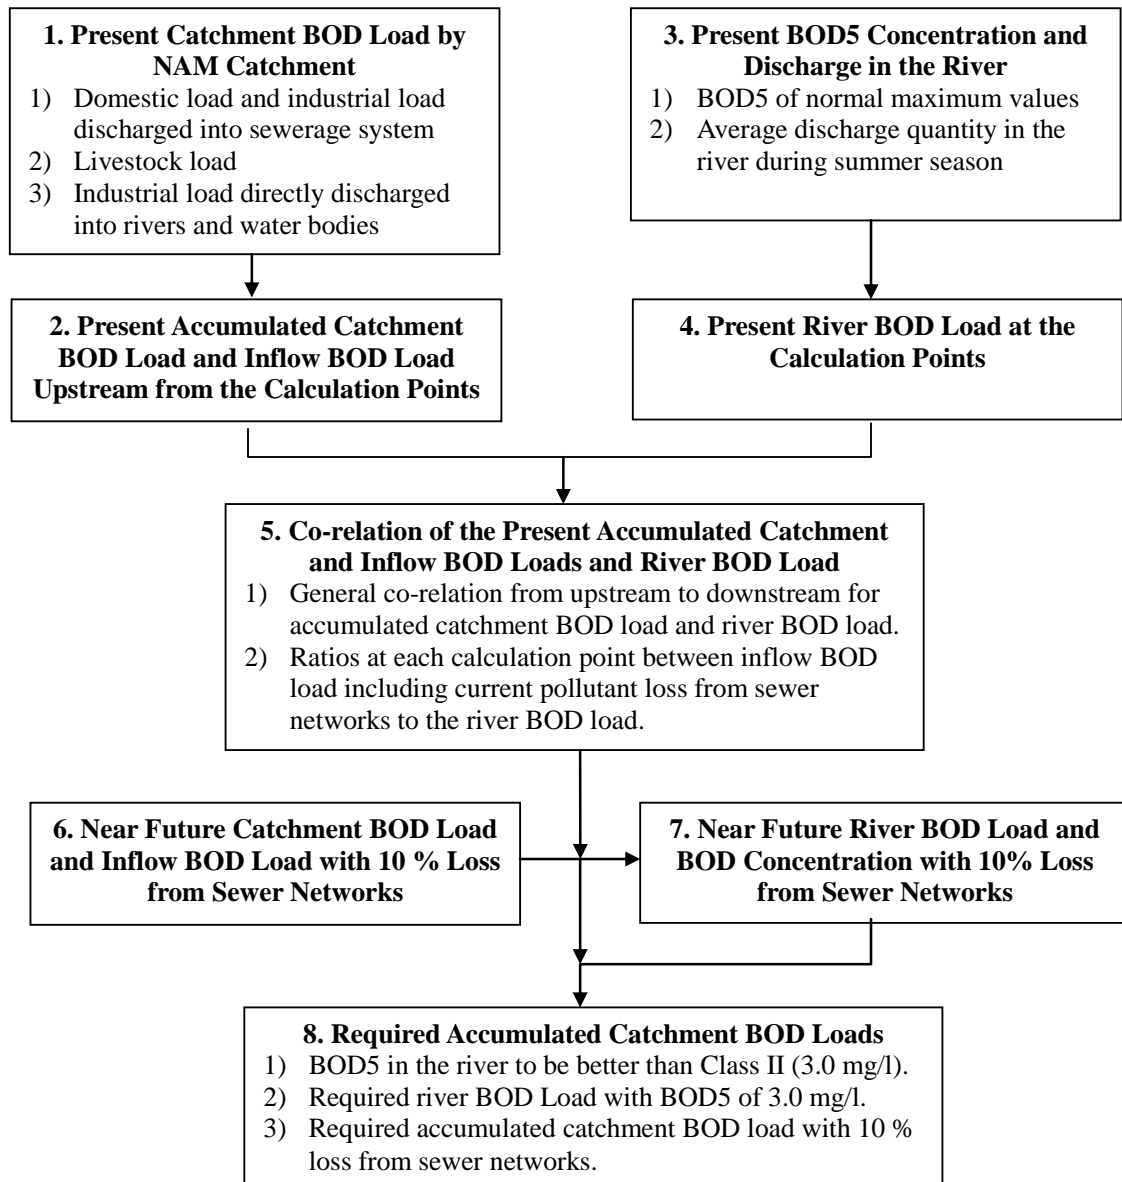 1. Present Catchment BOD Load by
NAM Catchment
1) Domestic load and industrial load
discharged into sewerage system
2) Livestock load
3) Industrial load directly discharged
into rivers and water bodies
3. Present BOD5 Concentration and
Discharge in the River
1) BOD5 of normal maximum values
2) Average discharge quantity in the
river during summer season
2. Present Accumulated Catchment
BOD Load and Inflow BOD Load
Upstream from the Calculation Points
4. Present River BOD Load at the
Calculation Points
5. Co-relation of the Present Accumulated Catchment
and Inflow BOD Loads and River BOD Load
1) General co-relation from upstream to downstream for
accumulated catchment BOD load and river BOD load.
2) Ratios at each calculation point between inflow BOD
load including current pollutant loss from sewer
networks to the river BOD load.
6. Near Future Catchment BOD Load
and Inflow BOD Load with 10 % Loss
from Sewer Networks
7. Near Future River BOD Load and
BOD Concentration with 10% Loss
from Sewer Networks
8. Required Accumulated Catchment BOD Loads
1) BOD5 in the river to be better than Class II (3.0 mg/l).
2) Required river BOD Load with BOD5 of 3.0 mg/l.
3) Required accumulated catchment BOD load with 10 %
loss from sewer networks.